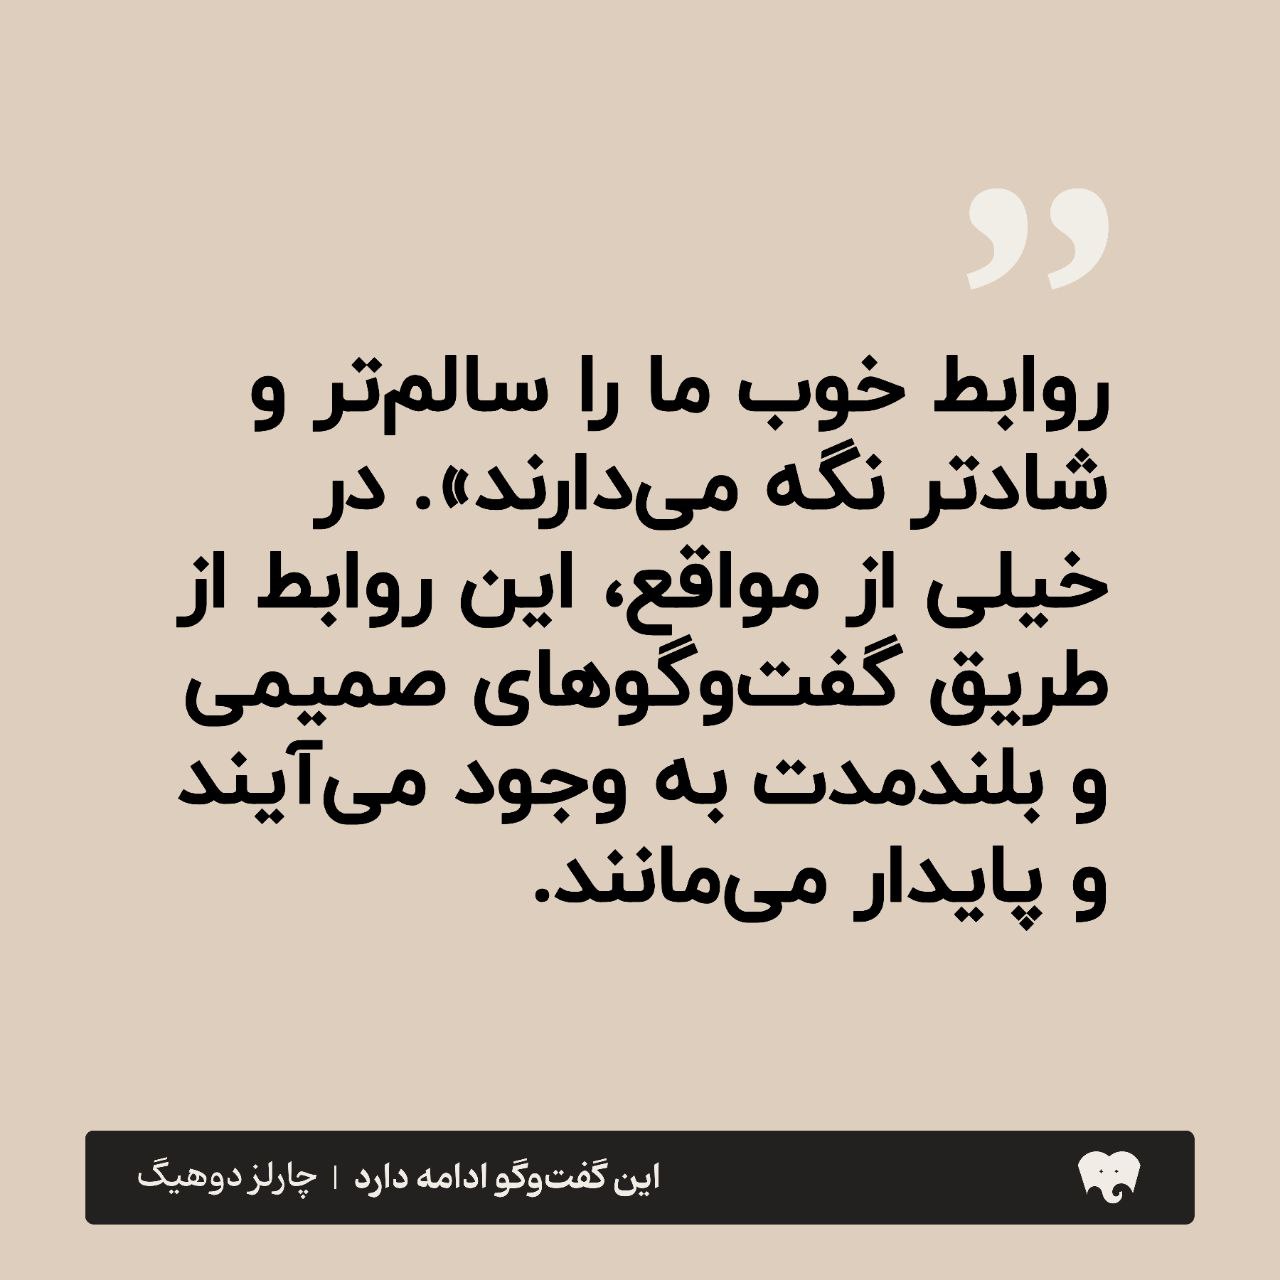 ”
روابط خوب ما را سالم‌تر و
شادتر نگه می‌دارند». در
خیلی از مواقع، این روابط از
طریق گفت‌وگوهای صمیمی
و بلندمدت به وجود می‌آیند
و پایدار می‌مانند.
این گفت‌وگو ادامه دارد | چارلز دوهیگ